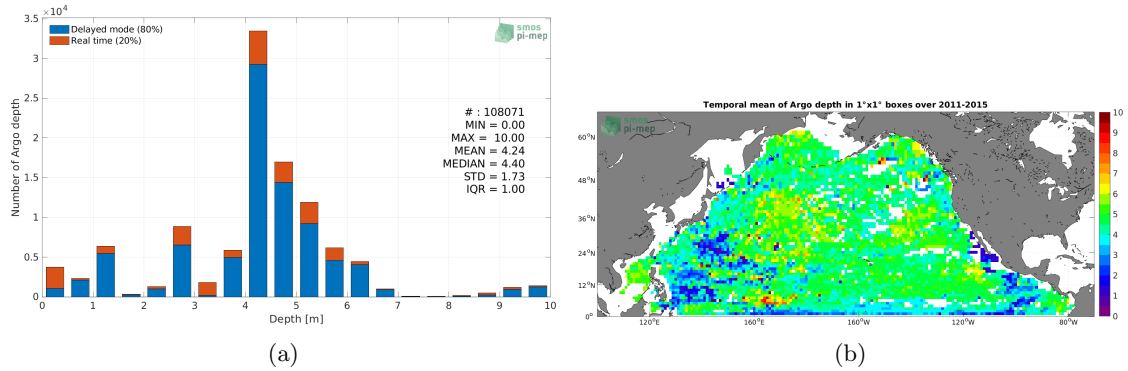 ×10^4
3.5
3
2.5
2
1.5
1
0.5
0
Number of Argo depth
Delayed mode (80%)
Real time (20%)
smos
pi-mep
# : 108071
MIN = 0.00
MAX = 10.00
MEAN = 4.24
MEDIAN = 4.40
STD = 1.73
IQR = 1.00
0 1 2 3 4 5 6 7 8 9 10
Depth [m]
(a)
Temporal mean of Argo depth in 1°x1° boxes over 2011-2015
smos
pi-mep
60°N
48°N
36°N
24°N
12°N
0°
120°E 160°E 160°W 120°W 80°W
10
9
8
7
6
5
4
3
2
1
0
(b)